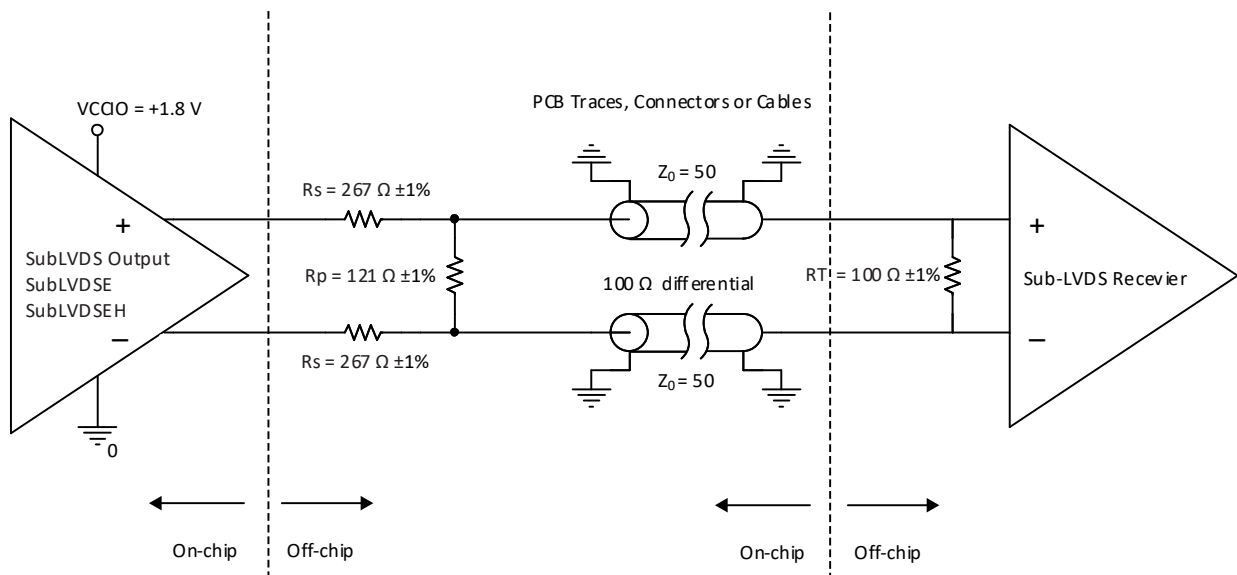 VCCIO = +1.8 V
PCB Traces, Connectors or Cables
Z0 = 50
Rs = 267 Ω ±1%
+
+
SubLVDS Output
SubLVDSE
SubLVDSEH
Rp = 121 Ω ±1%
100 Ω differential
RT = 100 Ω ±1%
Sub-LVDS Recevier
−
−
Rs = 267 Ω ±1%
Z0 = 50
0
On-chip
Off-chip
On-chip
Off-chip